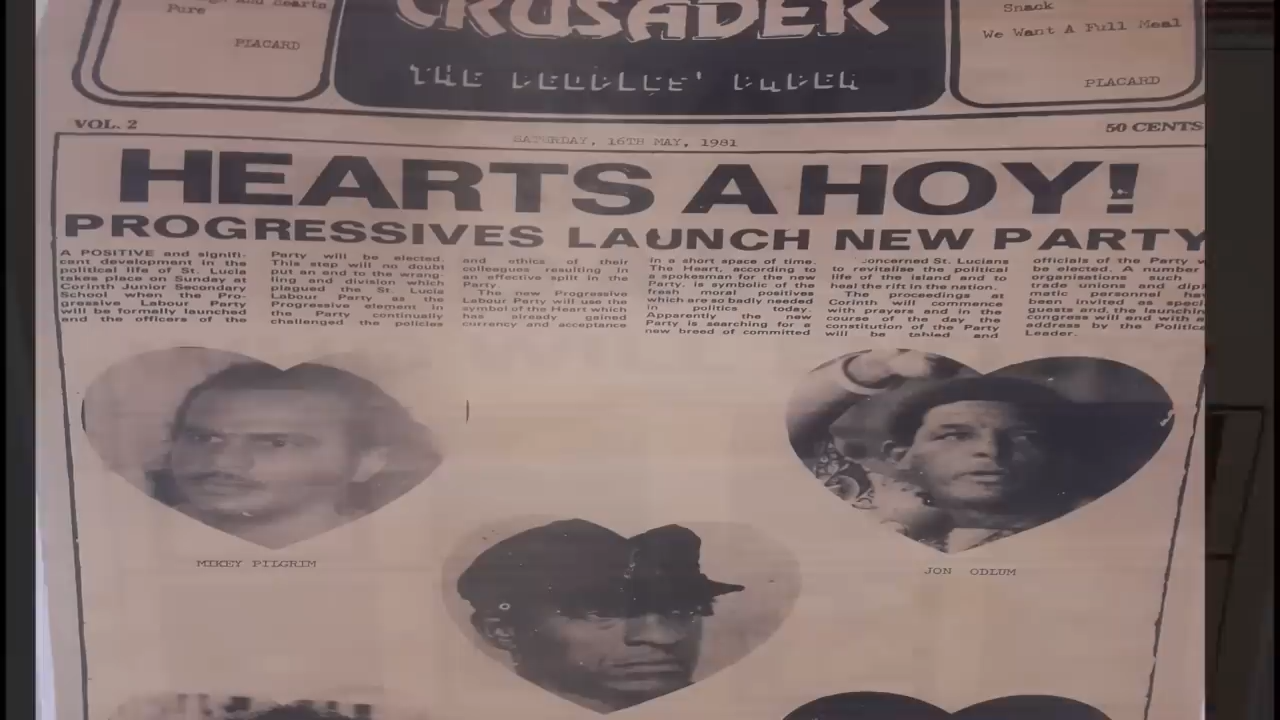 And Hearts
Pure
PLACARD
CRUSADER
THE PEOPLES' PAPER
Snack
We Want A Full Meal
PLACARD
VOL. 2
SATURDAY, 16TH MAY, 1981
50 CENTS
HEARTS AHOY!
PROGRESSIVES LAUNCH NEW PARTY
A POSITIVE and signifi-
cant development in the
political life of St. Lucia
takes place on Sunday at
Corinth Junior Secondary
School when the Pro-
gressive Labour Party
will be formally launched
and the officers of the
Party will be elected.
This step will no doubt
put an end to the wrang
ling and division which
plagued the St. Lucia
Labour Party as the
Progressive element in
the Party continually
challenged the policies
and ethics of their
colleagues resulting in
an effective split in the
Party.
The new Progressive
Labour Party will use the
symbol of the Heart which
has already gained
currency and acceptance
in a short space of time.
The Heart, according to
spokesman for the new
Party, is symbolic of the
fresh moral positives
which are so badly needed
in politics today.
Apparently the new
Party is searching for a
new breed of committed
concerned St. Lucians
to revitalise the political
life of the island and to
heal the rift in the nation.
The proceedings at
Corinth will commence
with prayers and in the
course of the day the
constitution of the Party
will be tabled and
officials of the Party
be elected. A number
organisations such
trade unions and dip
matic personnel hav
been invited as speci
guests and the launchin
congress will end with a
address by the Politica
Leader.
MIKEY PILGRIM
JON ODLUM